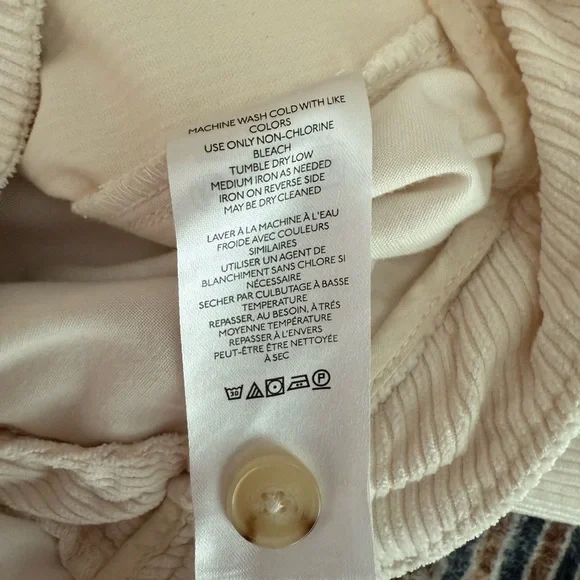 MACHINE WASH COLD WITH LIKE
COLORS
USE ONLY NON-CHLORINE
BLEACH
TUMBLE DRY LOW
MEDIUM IRON AS NEEDED
IRON ON REVERSE SIDE
MAY BE DRY CLEANED
LAVER À LA MACHINE À L'EAU
FROIDE AVEC COULEURS
SIMILAIRES
UTILISER UN AGENT DE
BLANCHIMENT SANS CHLORE SI
NÉCESSAIRE
SECHER PAR CULBUTAGE À BASSE
TEMPERATURE
REPASSER, AU BESOIN, À TRÉS
MOYENNE TEMPÉRATURE
REPASSER À L'ENVERS
PEUT-ÊTRE ÊTRE NETTOYÉE
À SEC
30 P